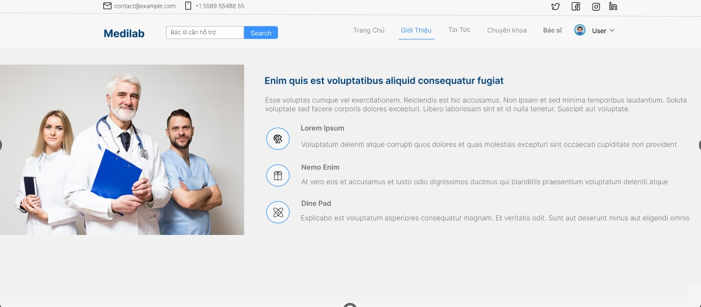 contact@example.com +1 5589 55488 55
Medilab Bác sĩ cần hỗ trợ Search Trang Chủ Giới Thiệu Tin Tức Chuyên khoa Bác sĩ User
Enim quis est voluptatibus aliquid consequatur fugiat
Esse voluptas cumque vel exercitationem. Reiciendis est hic accusamus. Non ipsam et sed minima temporibus laudantium. Soluta
voluptate sed facere corporis dolores excepturi. Libero laboriosam sint et id nulla tenetur. Suscipit aut voluptate.
Lorem Ipsum
Voluptatum deleniti atque corrupti quos dolores et quas molestias excepturi sint occaecati cupiditate non provident
Nemo Enim
At vero eos et accusamus et iusto odio dignissimos ducimus qui blanditiis praesentium voluptatum deleniti atque
Dine Pad
Explicabo est voluptatum asperiores consequatur magnam. Et veritatis odit. Sunt aut deserunt minus aut eligendi omnis